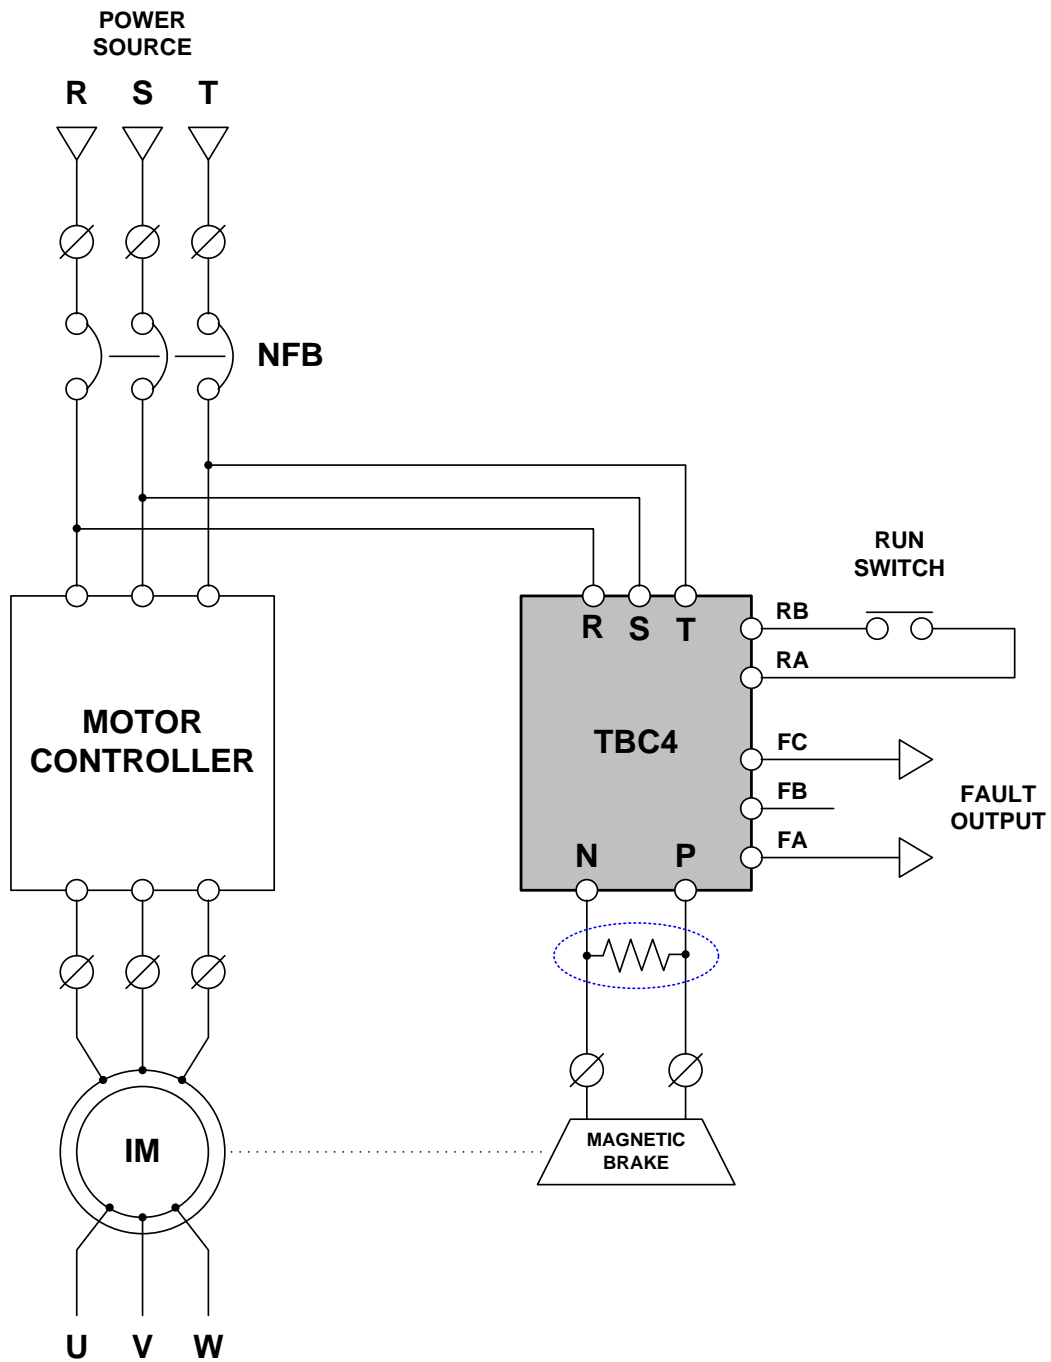 POWER
SOURCE
R S T
NFB
RUN
SWITCH
R S T
RB
RA
MOTOR
CONTROLLER
TBC4
FC
FB
FA
FAULT
OUTPUT
N P
IM
MAGNETIC
BRAKE
U V W